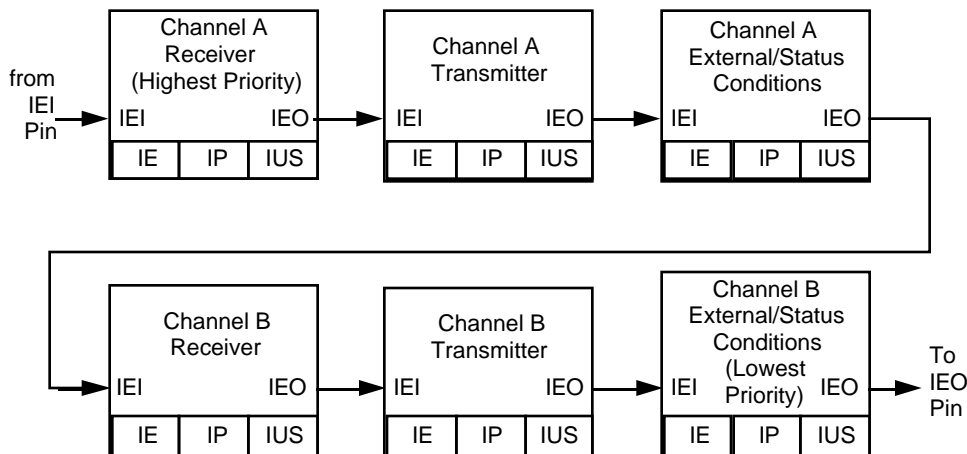 from
IEI
Pin
Channel A
Receiver
(Highest Priority)
IEI IEO
IE IP IUS
Channel A
Transmitter
IEI IEO
IE IP IUS
Channel A
External/Status
Conditions
IEI IEO
IE IP IUS
Channel B
Receiver
IEI IEO
IE IP IUS
Channel B
Transmitter
IEI IEO
IE IP IUS
Channel B
External/Status
Conditions
(Lowest
IEI Priority) IEO
IE IP IUS
To
IEO
Pin